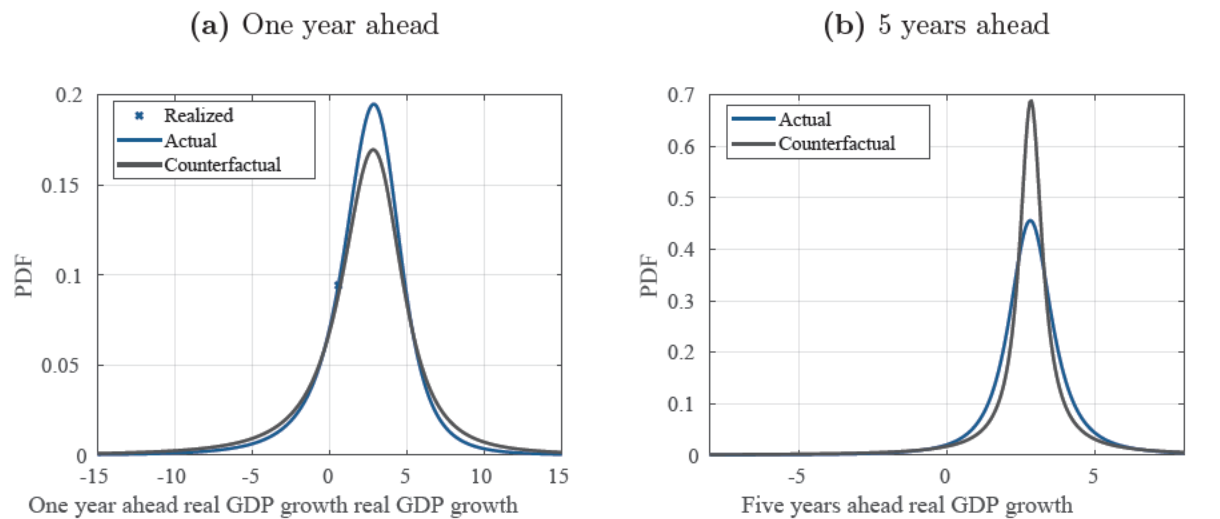 (a) One year ahead
0.2
0.15
0.1
0.05
0
PDF
Realized
Actual
Counterfactual
-15 -10 -5 0 5 10 15
One year ahead real GDP growth real GDP growth
(b) 5 years ahead
0.7
0.6
0.5
0.4
0.3
0.2
0.1
0
PDF
Actual
Counterfactual
-5 0 5
Five years ahead real GDP growth